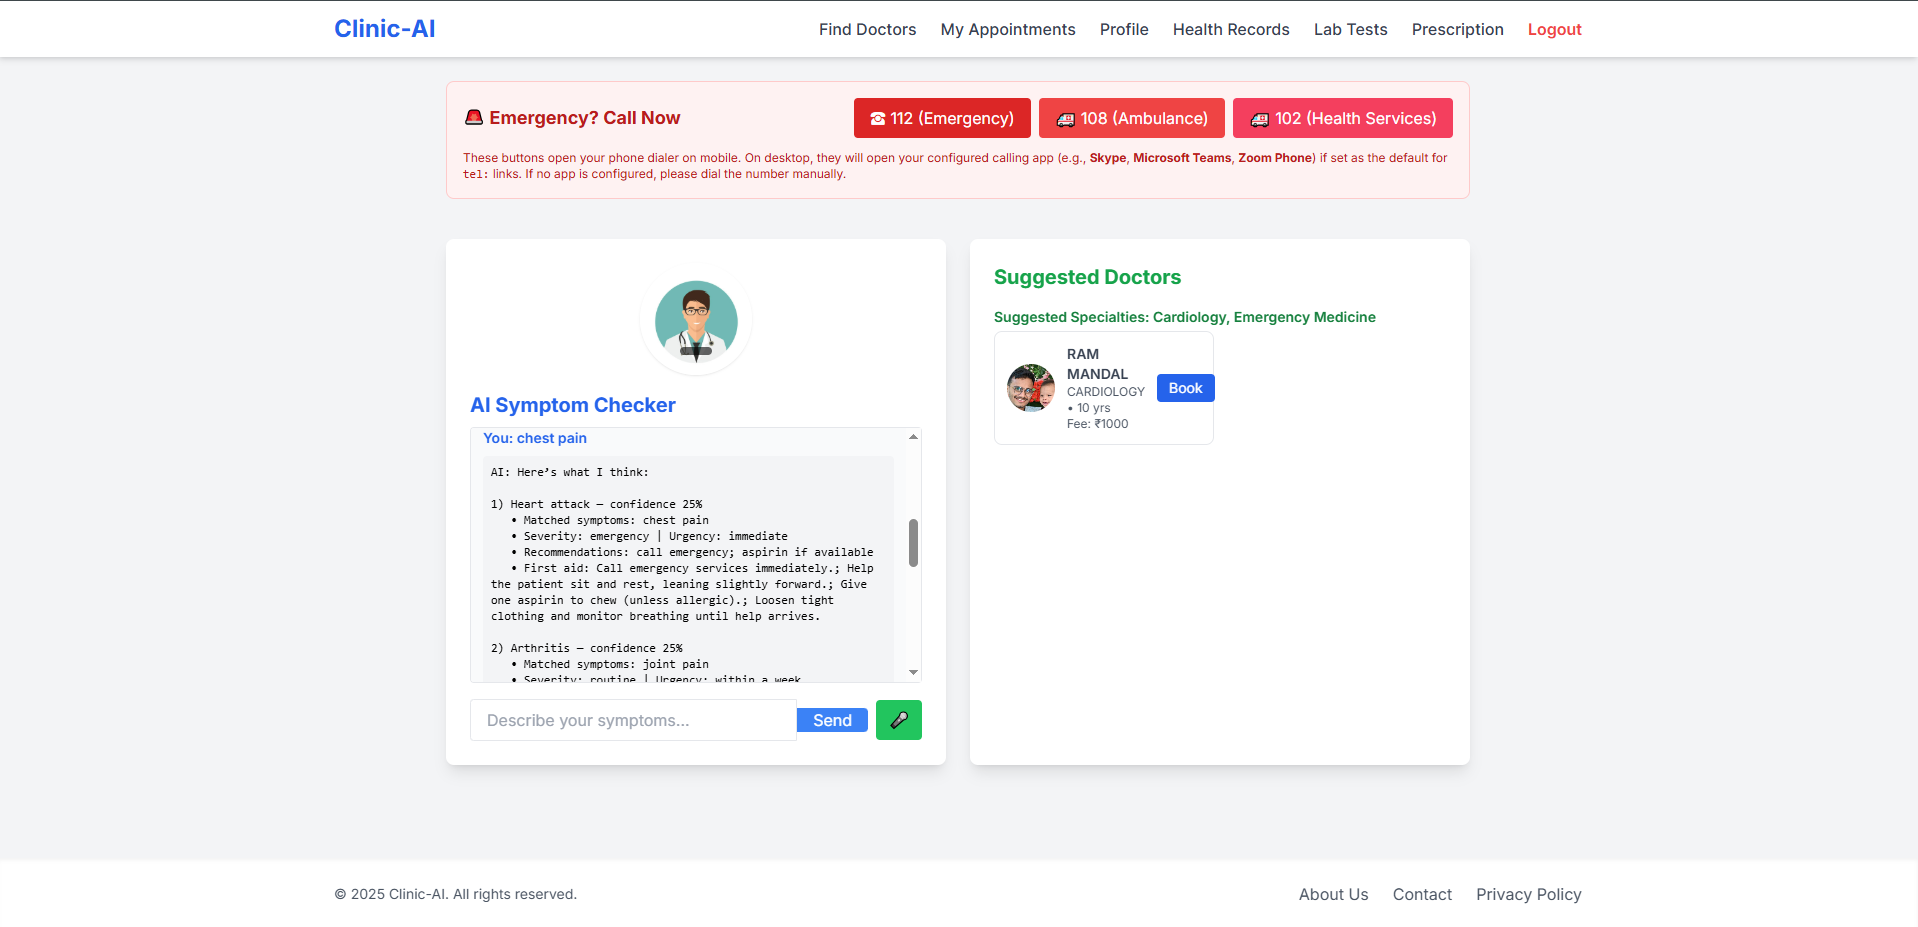 Clinic-AI
Find Doctors
My Appointments
Profile
Health Records
Lab Tests
Prescription
Logout
Emergency? Call Now
112 (Emergency)
108 (Ambulance)
102 (Health Services)
These buttons open your phone dialer on mobile. On desktop, they will open your configured calling app (e.g., Skype, Microsoft Teams, Zoom Phone) if set as the default for
tel: links. If no app is configured, please dial the number manually.
AI Symptom Checker
You: chest pain
AI: Here’s what I think:
1) Heart attack — confidence 25%
• Matched symptoms: chest pain
• Severity: emergency | Urgency: immediate
• Recommendations: call emergency; aspirin if available
• First aid: Call emergency services immediately.; Help
the patient sit and rest, leaning slightly forward.; Give
one aspirin to chew (unless allergic).; Loosen tight
clothing and monitor breathing until help arrives.
2) Arthritis — confidence 25%
• Matched symptoms: joint pain
• Severity: routine | Urgency: within a week
Describe your symptoms...
Send
Suggested Doctors
Suggested Specialties: Cardiology, Emergency Medicine
RAM
MANDAL
CARDIOLOGY
• 10 yrs
Fee: ₹1000
Book
© 2025 Clinic-AI. All rights reserved.
About Us
Contact
Privacy Policy